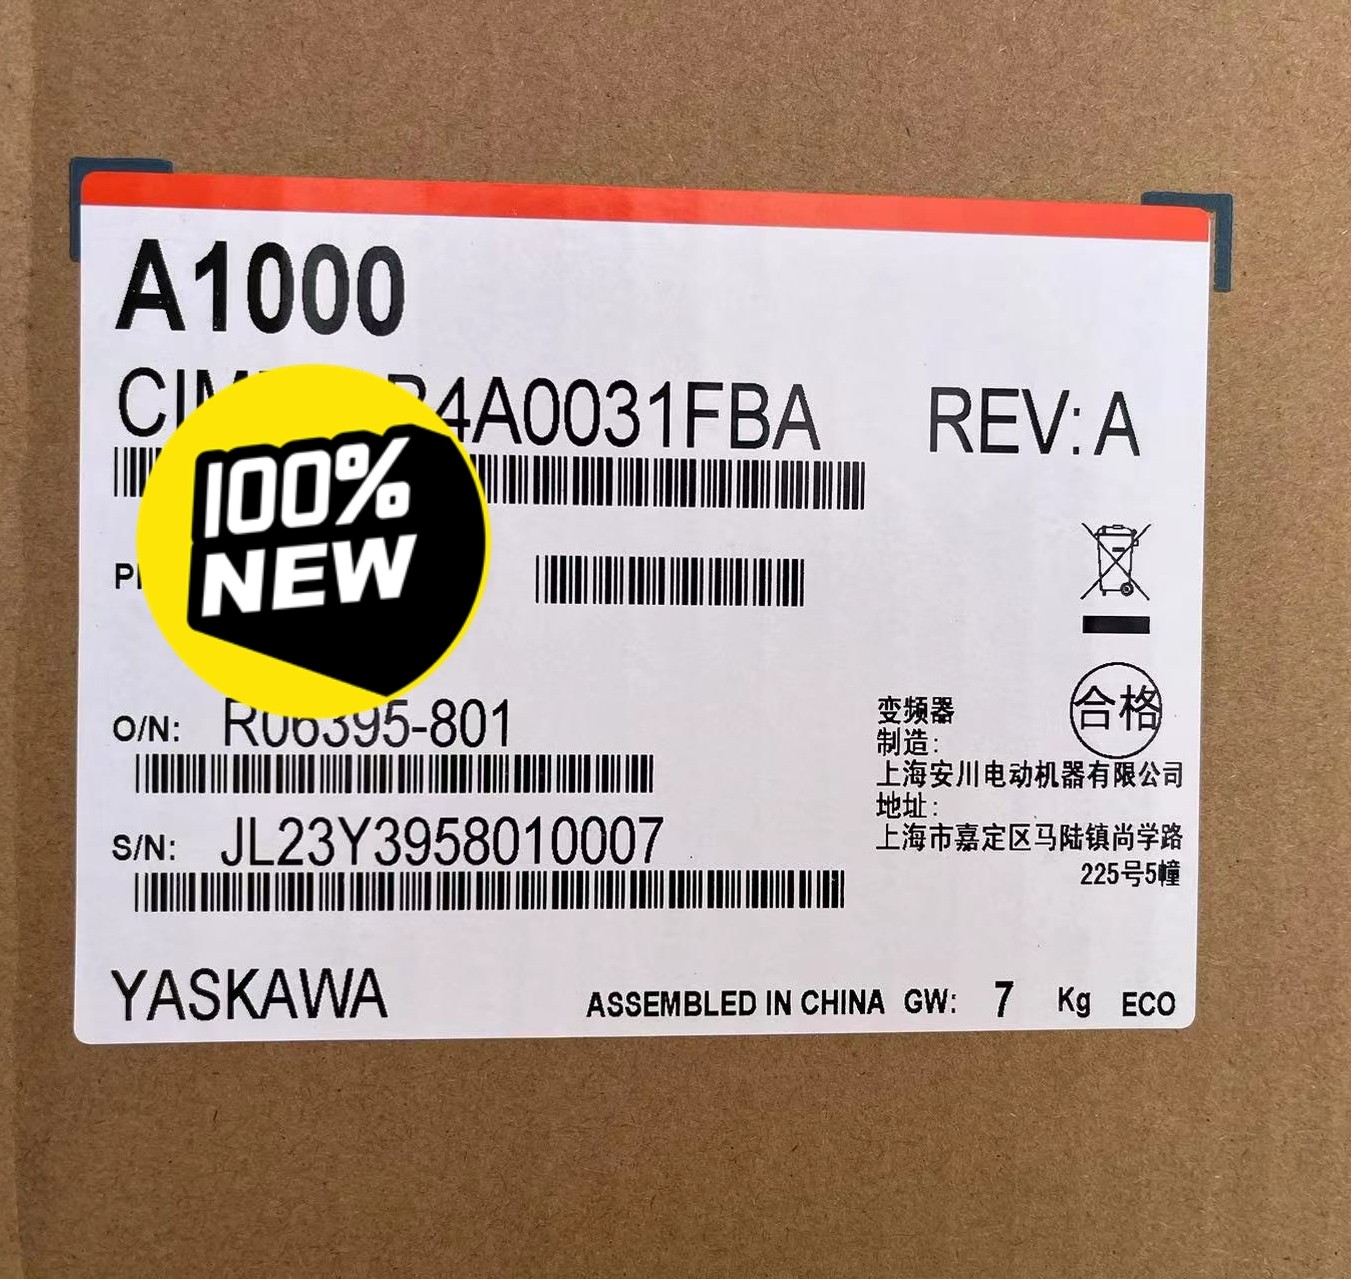 A1000
4A0031FBA REV: A
100%
NEW
O/N: R06395-801
S/N: JL23Y3958010007
变频器
合格
制造:
上海安川电动机器有限公司
地址:
上海市嘉定区马陆镇尚学路
225号5幢
YASKAWA
ASSEMBLED IN CHINA GW: 7 Kg ECO